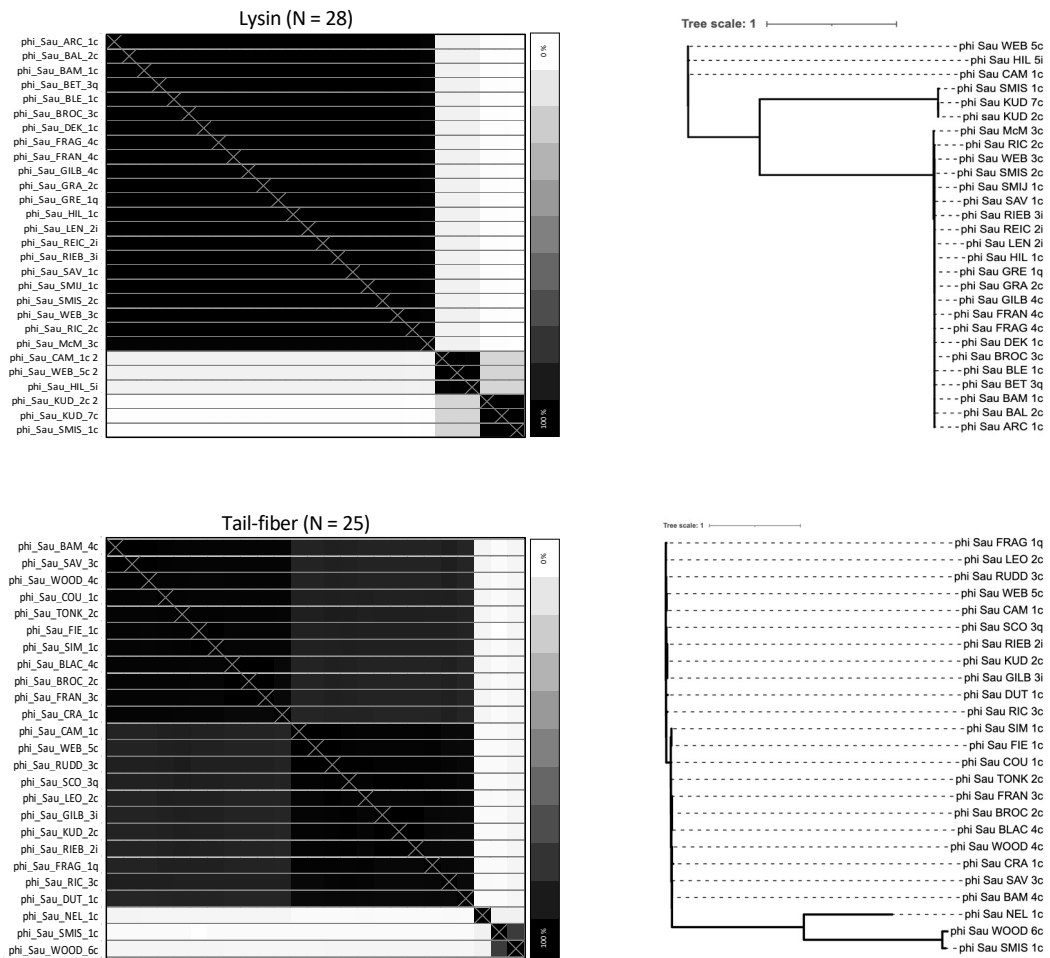 Lysin (N = 28)
phi_Sau_ARC_1c
phi_Sau_BAL_2c
phi_Sau_BAM_1c
phi_Sau_BET_3q
phi_Sau_BLE_1c
phi_Sau_BROC_3c
phi_Sau_DEK_1c
phi_Sau_FRAG_4c
phi_Sau_FRAN_4c
phi_Sau_GILB_4c
phi_Sau_GRA_2c
phi_Sau_GRE_1q
phi_Sau_HIL_1c
phi_Sau_LEN_2i
phi_Sau_REIC_2i
phi_Sau_RIEB_3i
phi_Sau_SAV_1c
phi_Sau_SMIJ_1c
phi_Sau_SMIS_2c
phi_Sau_WEB_3c
phi_Sau_RIC_2c
phi_Sau_McM_3c
phi_Sau_CAM_1c 2
phi_Sau_WEB_5c 2
phi_Sau_HIL_5i
phi_Sau_KUD_2c 2
phi_Sau_KUD_7c
phi_Sau_SMIS_1c
0 %
100 %
Tree scale: 1
phi Sau WEB 5c
phi Sau HIL 5i
phi Sau CAM 1c
phi Sau SMIS 1c
phi Sau KUD 7c
phi sau KUD 2c
phi Sau McM 3c
phi Sau RIC 2c
phi Sau WEB 3c
phi Sau SMIS 2c
phi Sau SMIJ 1c
phi Sau SAV 1c
phi Sau RIEB 3i
phi Sau REIC 2i
phi Sau LEN 2i
phi Sau HIL 1c
phi Sau GRE 1q
phi Sau GRA 2c
phi Sau GILB 4c
phi Sau FRAN 4c
phi Sau FRAG 4c
phi Sau DEK 1c
phi Sau BROC 3c
phi Sau BLE 1c
phi Sau BET 3q
phi Sau BAM 1c
phi Sau BAL 2c
phi Sau ARC 1c
Tail-fiber (N = 25)
phi_Sau_BAM_4c
phi_Sau_SAV_3c
phi_Sau_WOOD_4c
phi_Sau_COU_1c
phi_Sau_TONK_2c
phi_Sau_FIE_1c
phi_Sau_SIM_1c
phi_Sau_BLAC_4c
phi_Sau_BROC_2c
phi_Sau_FRAN_3c
phi_Sau_CRA_1c
phi_Sau_CAM_1c
phi_Sau_WEB_5c
phi_Sau_RUDD_3c
phi_Sau_SCO_3q
phi_Sau_LEO_2c
phi_Sau_GILB_3i
phi_Sau_KUD_2c
phi_Sau_RIEB_2i
phi_Sau_FRAG_1q
phi_Sau_RIC_3c
phi_Sau_DUT_1c
phi_Sau_NEL_1c
phi_Sau_SMIS_1c
phi_Sau_WOOD_6c
0%
100 %
Tree scale: 1
phi Sau FRAG 1q
phi Sau LEO 2c
phi Sau RUDD 3c
phi Sau WEB 5c
phi Sau CAM 1c
phi Sau SCO 3q
phi Sau RIEB 2i
phi Sau KUD 2c
phi Sau GILB 3i
phi Sau DUT 1c
phi Sau RIC 3c
phi Sau SIM 1c
phi Sau FIE 1c
phi Sau COU 1c
phi Sau TONK 2c
phi Sau FRAN 3c
phi Sau BROC 2c
phi Sau BLAC 4c
phi Sau WOOD 4c
phi Sau CRA 1c
phi Sau SAV 3c
phi Sau BAM 4c
phi Sau NEL 1c
phi Sau WOOD 6c
phi Sau SMIS 1c